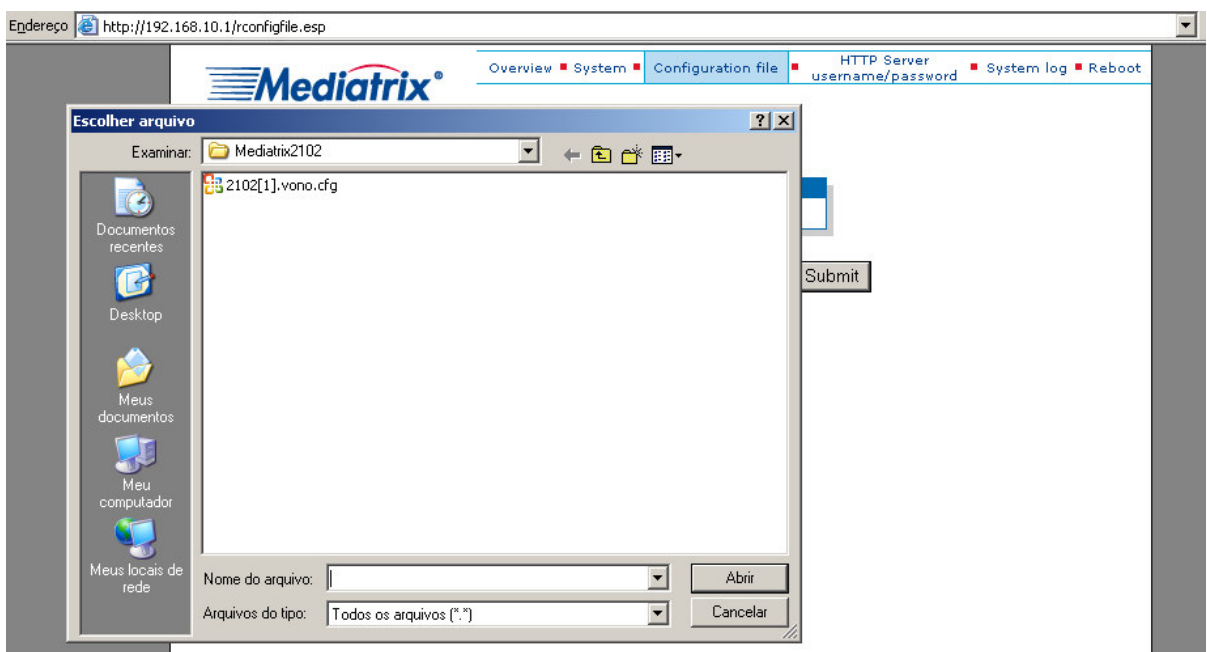 Endereço http://192.168.10.1/rconfigfile.esp
Mediatrix®
Overview System Configuration file HTTP Server username/password System log Reboot
Escolher arquivo
Examinar: Mediatrix2102
2102[1].vono.cfg
Documentos recentes
Desktop
Meus documentos
Meu computador
Meus locais de rede
Submit
Nome do arquivo:
Abrir
Arquivos do tipo: Todos os arquivos (*.*)
Cancelar